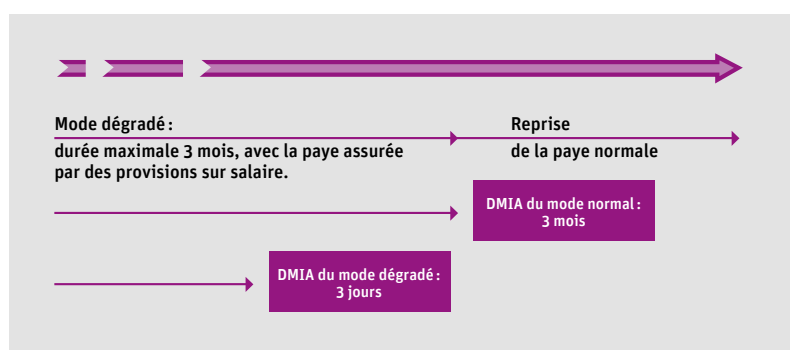 Mode dégradé :
durée maximale 3 mois, avec la paye assurée
par des provisions sur salaire.
Reprise
de la paye normale
DMIA du mode normal :
3 mois
DMIA du mode dégradé :
3 jours